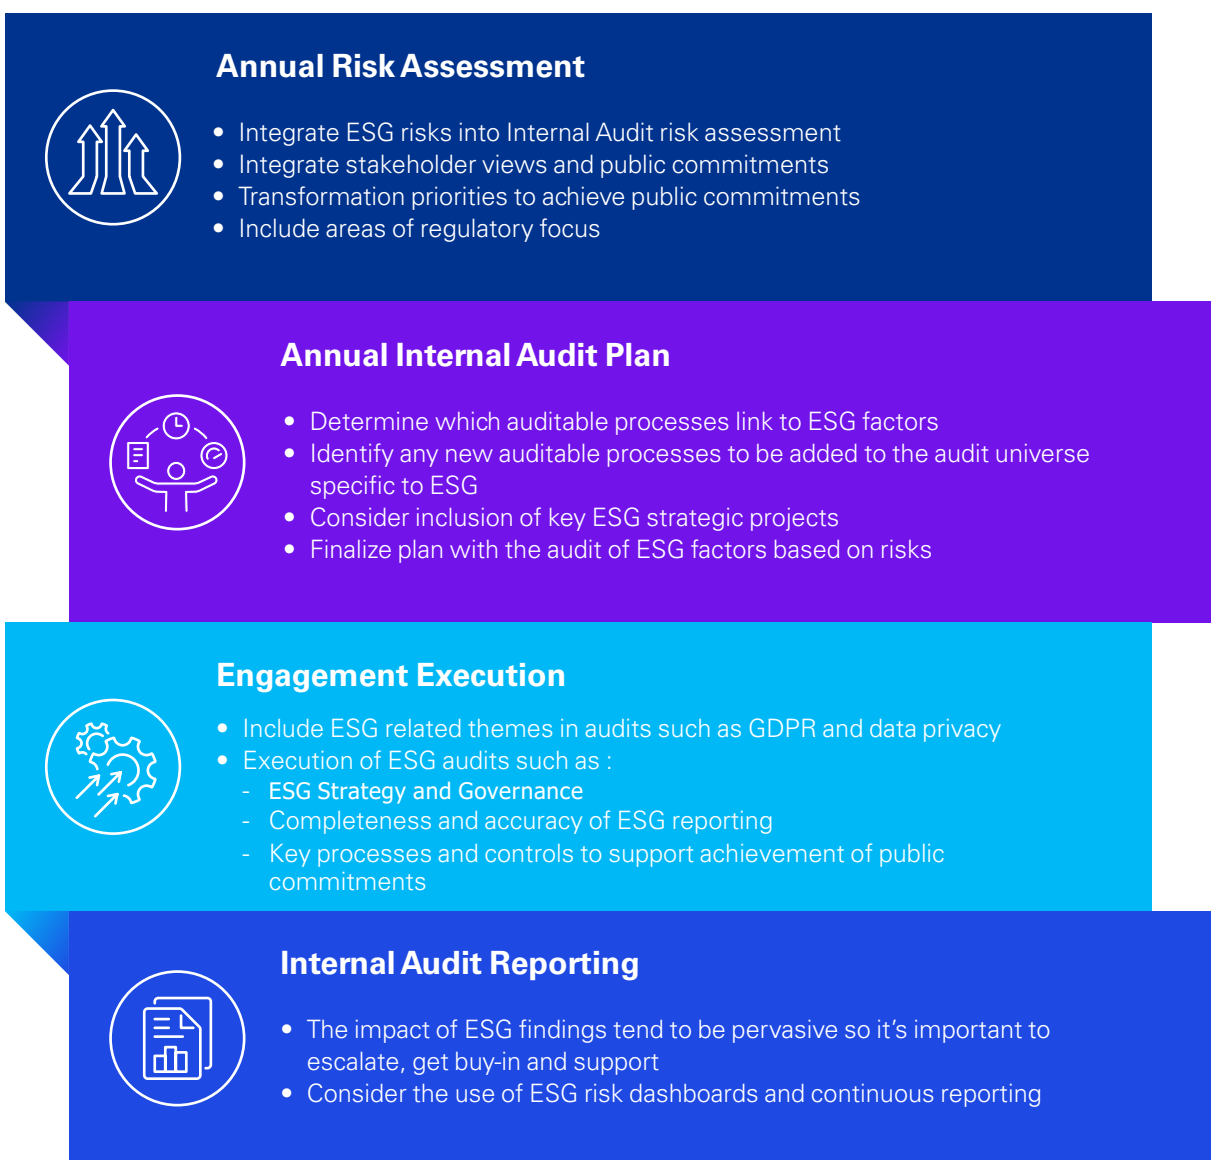 Annual Risk Assessment
• Integrate ESG risks into Internal Audit risk assessment
• Integrate stakeholder views and public commitments
• Transformation priorities to achieve public commitments
• Include areas of regulatory focus
Annual Internal Audit Plan
• Determine which auditable processes link to ESG factors
• Identify any new auditable processes to be added to the audit universe
specific to ESG
• Consider inclusion of key ESG strategic projects
• Finalize plan with the audit of ESG factors based on risks
Engagement Execution
• Include ESG related themes in audits such as GDPR and data privacy
• Execution of ESG audits such as :
- ESG Strategy and Governance
- Completeness and accuracy of ESG reporting
- Key processes and controls to support achievement of public
commitments
Internal Audit Reporting
• The impact of ESG findings tend to be pervasive so it's important to
escalate, get buy-in and support
• Consider the use of ESG risk dashboards and continuous reporting